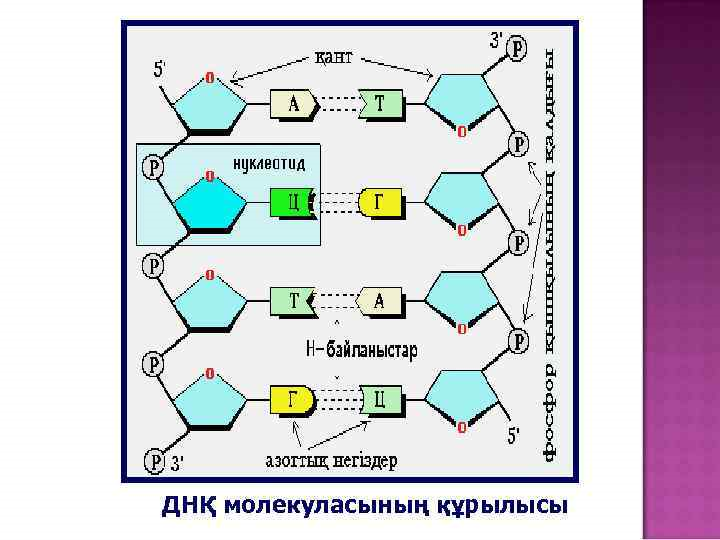 3'
P
қант
5'
O
А
Т
O
P
P
нуклеотид
O
Ц
Г
O
P
P
O
Т
А
O
P
Н-байланыстар
P
O
Г
Ц
O
5'
P
3'
азоттық негіздер
фосфор қышқылының қалдығы
ДНҚ молекуласының құрылысы